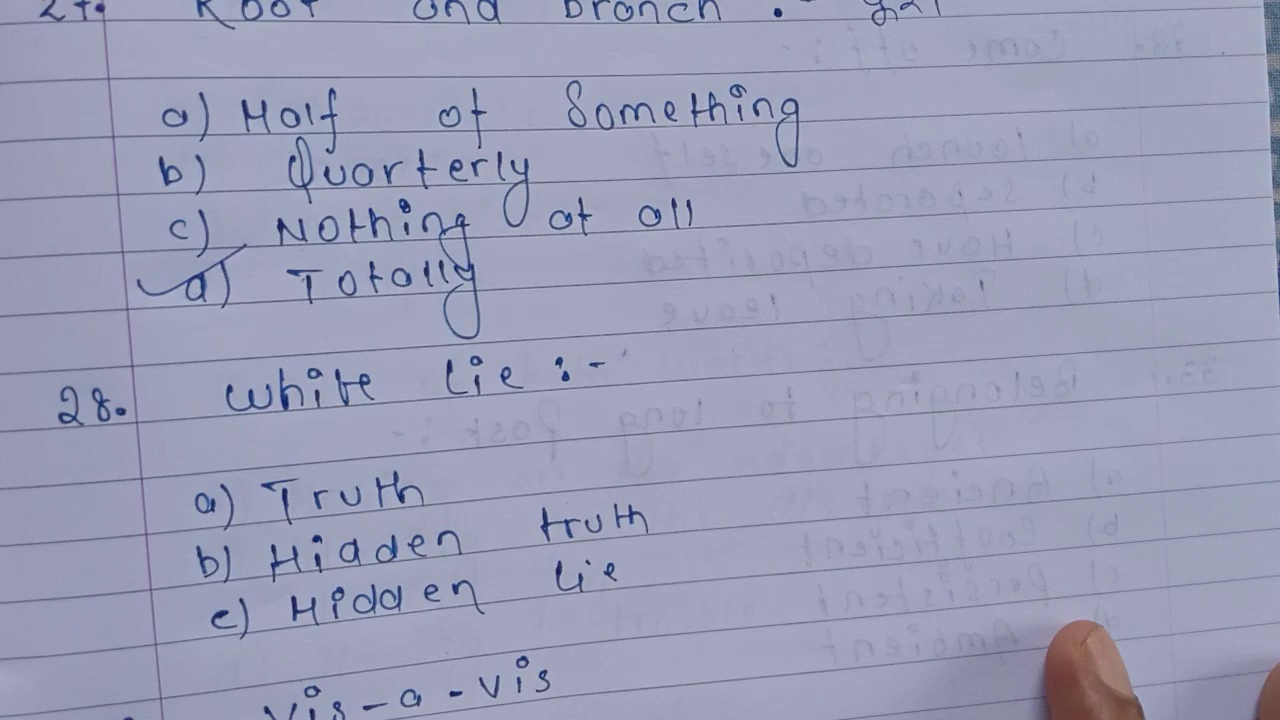 27. Root and Branch :-
a) Half of Something
b) Quarterly
c) Nothing at all
d) Totally
28. White Lie :-
a) Truth
b) Hidden truth
c) Hidden Lie
Vis-a-vis